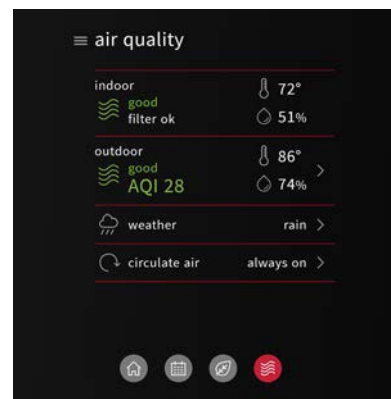 air quality
indoor
good
filter ok
72°
51%
outdoor
good
AQI 28
86°
74%
weather rain
circulate air always on